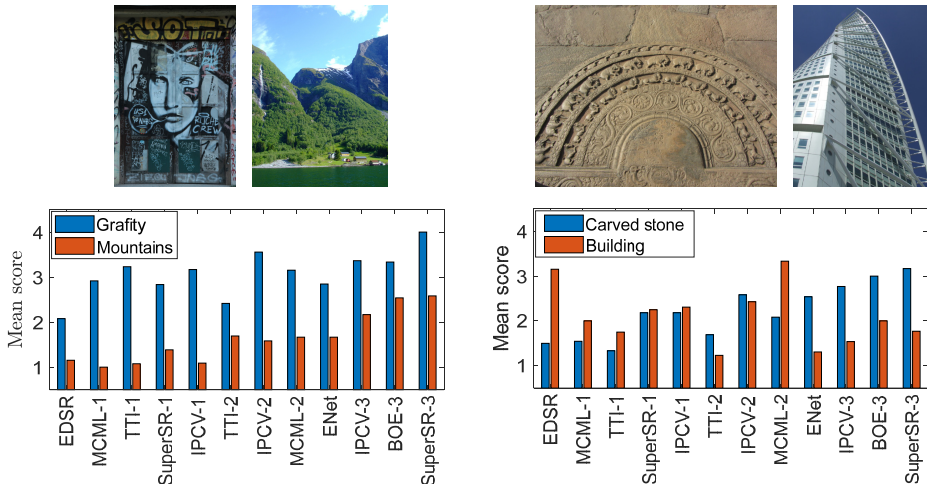 Grafity
Mountains
Mean score
4
3
2
1
EDSR
MCML-1
TTI-1
SuperSR-1
IPCV-1
TTI-2
IPCV-2
MCML-2
ENet
IPCV-3
BOE-3
SuperSR-3
Carved stone
Building
Mean score
4
3
2
1
EDSR
MCML-1
TTI-1
SuperSR-1
IPCV-1
TTI-2
IPCV-2
MCML-2
ENet
IPCV-3
BOE-3
SuperSR-3